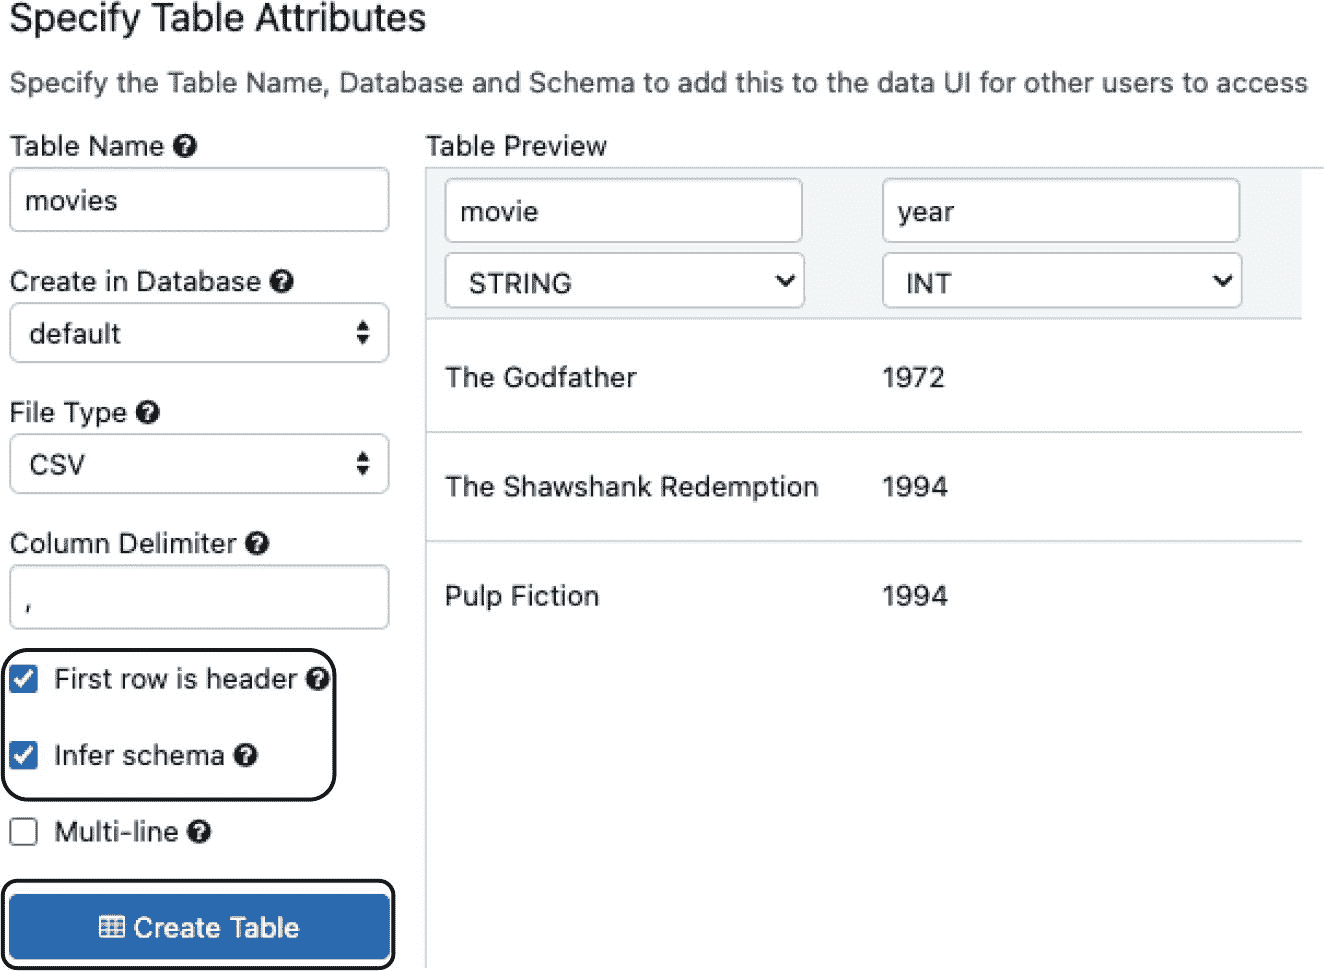 Specify Table Attributes
Specify the Table Name, Database and Schema to add this to the data UI for other users to access
Table Name ?
movies
Create in Database ?
default
File Type ?
CSV
Column Delimiter ?
,
First row is header ?
Infer schema ?
Multi-line ?
Create Table
Table Preview
movie year
STRING INT
The Godfather 1972
The Shawshank Redemption 1994
Pulp Fiction 1994